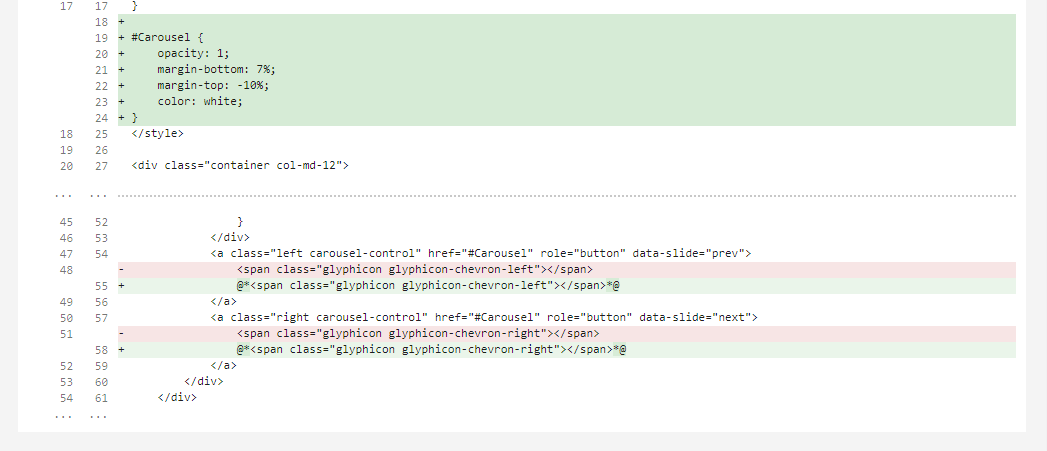 17 17 }
18 +
19 + #Carousel {
20 + opacity: 1;
21 + margin-bottom: 7%;
22 + margin-top: -10%;
23 + color: white;
24 + }
18 25 </style>
19 26
20 27 <div class="container col-md-12">
... ...
45 52 }
46 53 </div>
47 54 <a class="left carousel-control" href="#Carousel" role="button" data-slide="prev">
48 - <span class="glyphicon glyphicon-chevron-left"></span>
55 + @*<span class="glyphicon glyphicon-chevron-left"></span>*@
49 56 </a>
50 57 <a class="right carousel-control" href="#Carousel" role="button" data-slide="next">
51 - <span class="glyphicon glyphicon-chevron-right"></span>
58 + @*<span class="glyphicon glyphicon-chevron-right"></span>*@
52 59 </a>
53 60 </div>
54 61 </div>
... ...